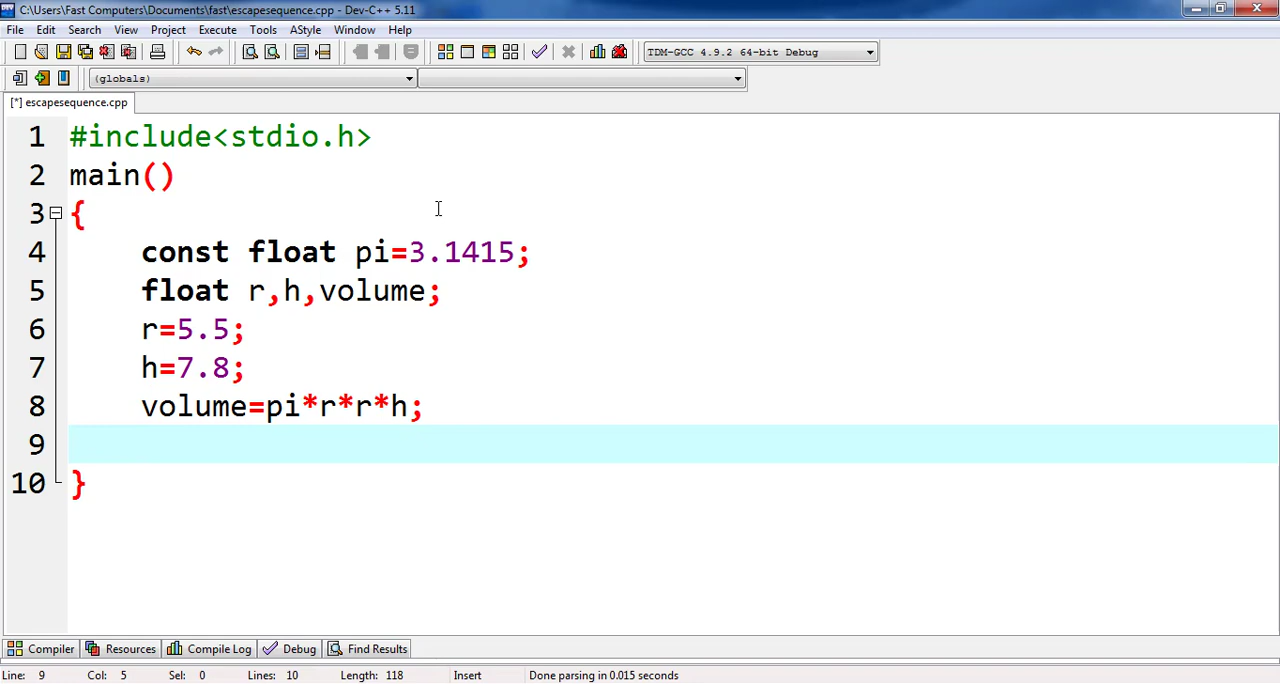 C:\Users\Fast Computers\Documents\fast\escapesequence.cpp - Dev-C++ 5.11
File Edit Search View Project Execute Tools AStyle Window Help
TDM-GCC 4.9.2 64-bit Debug
(globals)
[*] escapesequence.cpp
1 #include<stdio.h>
2 main()
3 {
4 const float pi=3.1415;
5 float r,h,volume;
6 r=5.5;
7 h=7.8;
8 volume=pi*r*r*h;
9
10 }
Compiler Resources Compile Log Debug Find Results
Line: 9 Col: 5 Sel: 0 Lines: 10 Length: 118 Insert Done parsing in 0.015 seconds